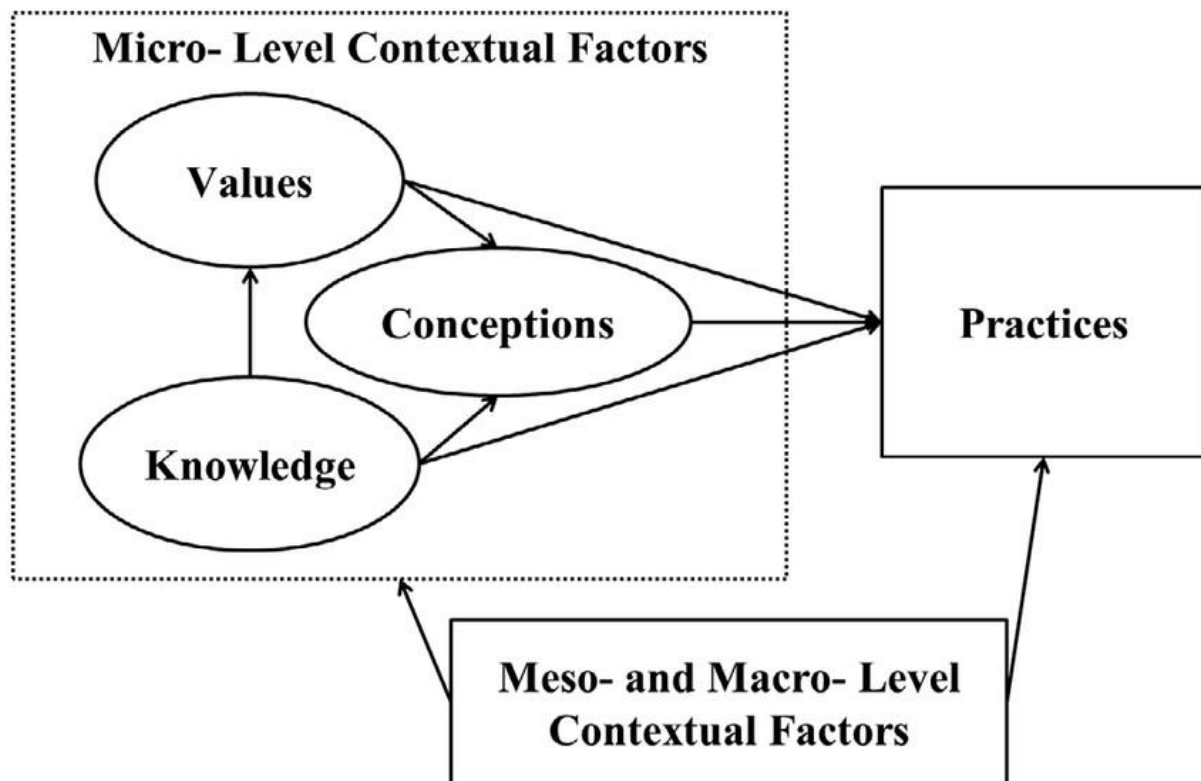 Micro- Level Contextual Factors
Values
Conceptions
Practices
Knowledge
Meso- and Macro- Level
Contextual Factors